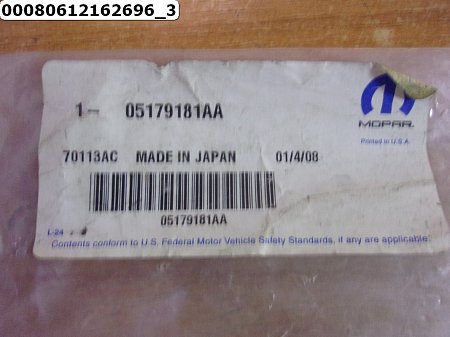 00080612162696_3
1- 05179181AA
MOPAR.
Printed in U.S.A.
70113AC MADE IN JAPAN 01/4/08
05179181AA
L-24
Contents conform to U.S. Federal Motor Vehicle Safety Standards, if any are applicable.